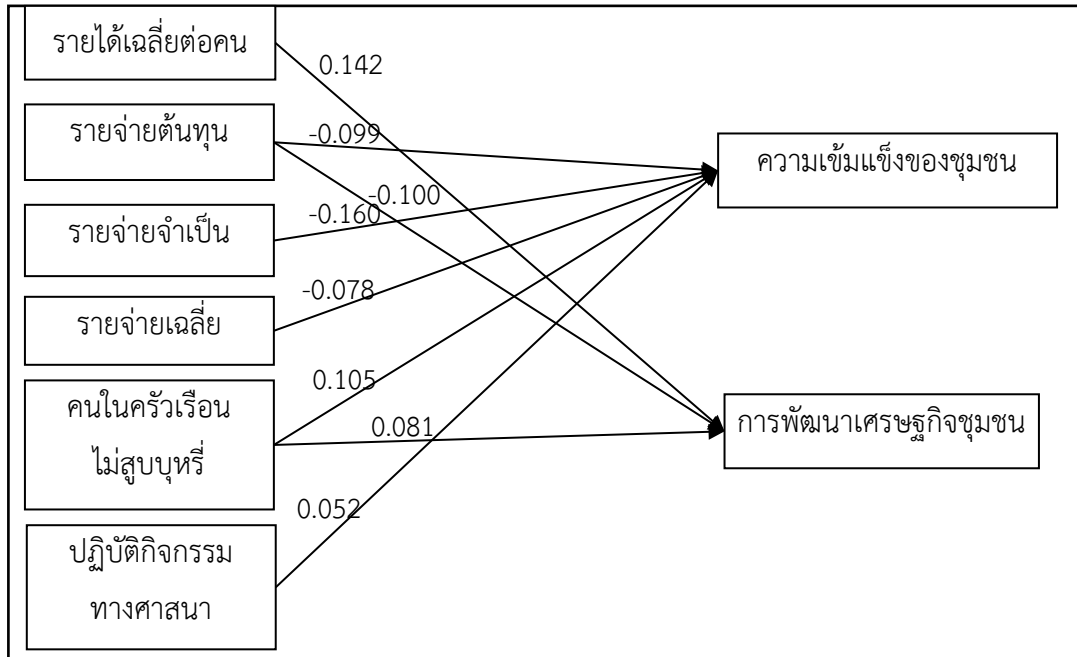 รายได้เฉลี่ยต่อคน
0.142
รายจ่ายต้นทุน
-0.099
ความเข้มแข็งของชุมชน
-0.100
รายจ่ายจำเป็น
-0.160
รายจ่ายเฉลี่ย
-0.078
คนในครัวเรือน
ไม่สูบบุหรี่
0.105
0.081
การพัฒนาเศรษฐกิจชุมชน
0.052
ปฏิบัติกิจกรรม
ทางศาสนา